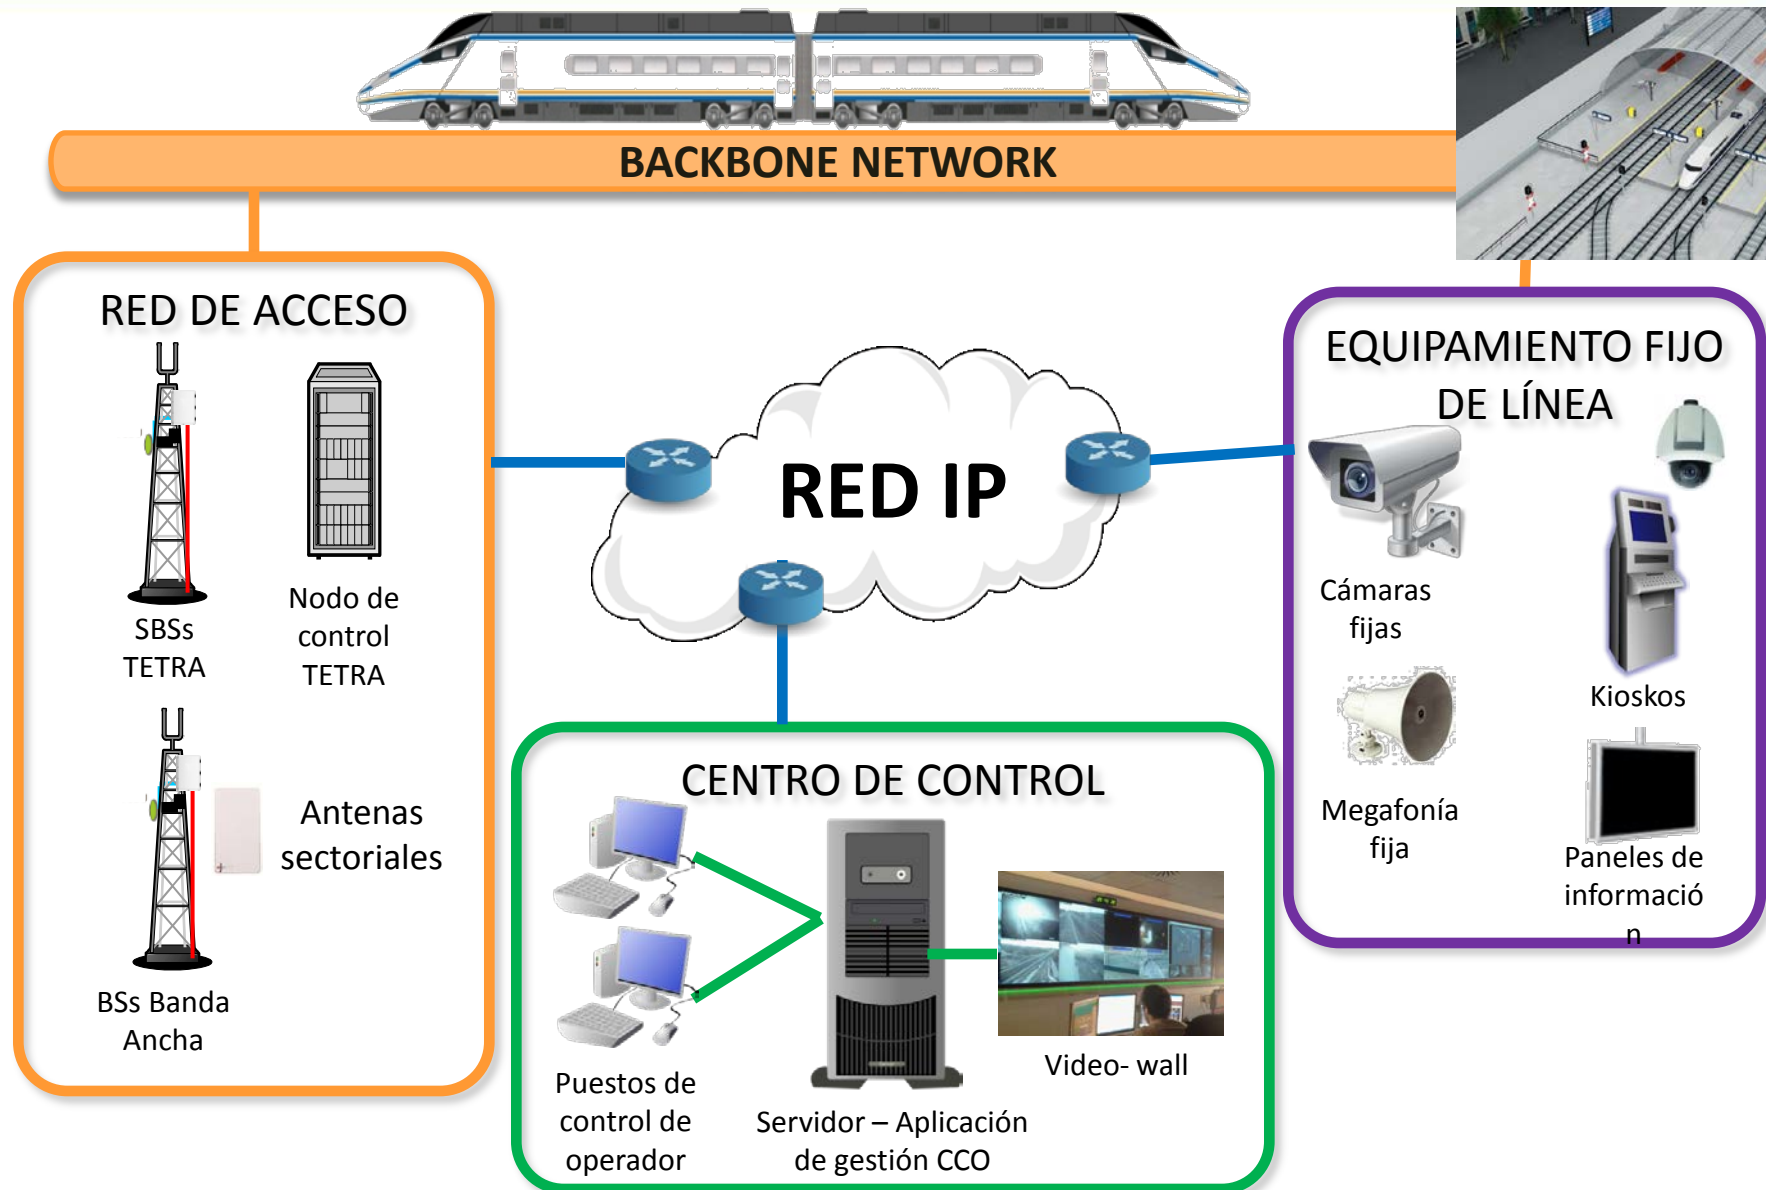 BACKBONE NETWORK
RED DE ACCESO
SBSs
TETRA
Nodo de
control
TETRA
Antenas
sectoriales
BSs Banda
Ancha
RED IP
EQUIPAMIENTO FIJO
DE LÍNEA
Cámaras
fijas
Kioskos
Megafonía
fija
Paneles de
informació
n
CENTRO DE CONTROL
Puestos de
control de
operador
Servidor – Aplicación
de gestión CCO
Video- wall